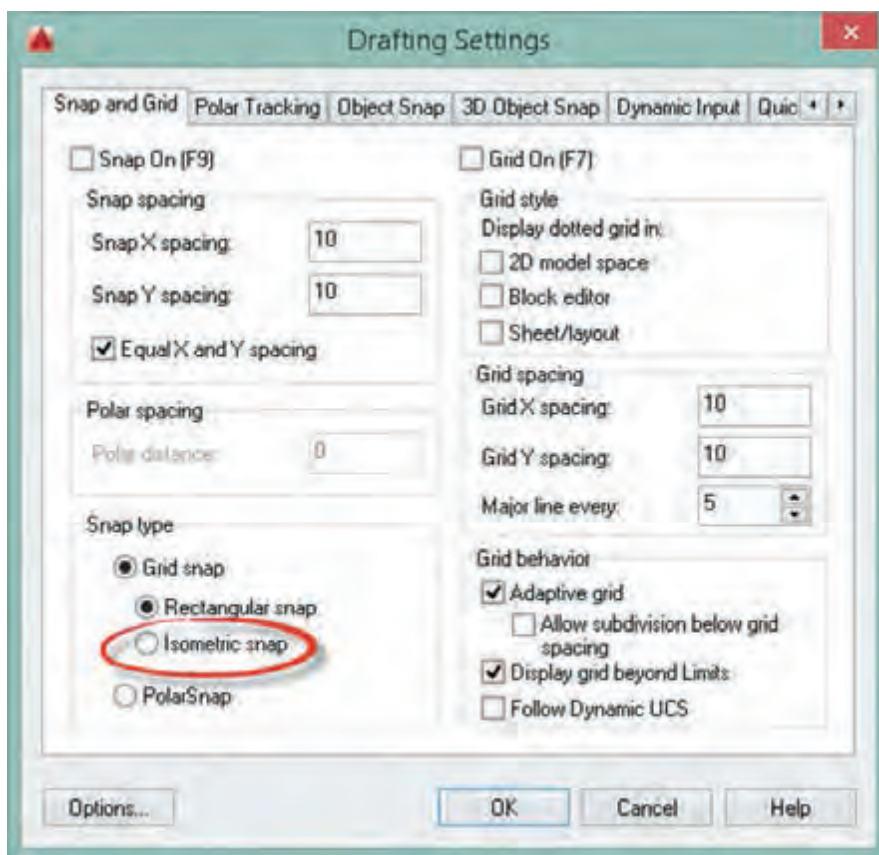 Drafting Settings
Snap and Grid
Polar Tracking
Object Snap
3D Object Snap
Dynamic Input
Quic
Snap On (F9)
Snap spacing
Snap X spacing:
10
Snap Y spacing:
10
Equal X and Y spacing
Polar spacing
Polar distance:
0
Snap type
Grid snap
Rectangular snap
Isometric snap
PolarSnap
Grid On (F7)
Grid style
Display dotted grid in:
2D model space
Block editor
Sheet/layout
Grid spacing
Grid X spacing:
10
Grid Y spacing:
10
Major line every:
5
Grid behavior
Adaptive grid
Allow subdivision below grid
spacing
Display grid beyond Limits
Follow Dynamic UCS
Options...
OK
Cancel
Help